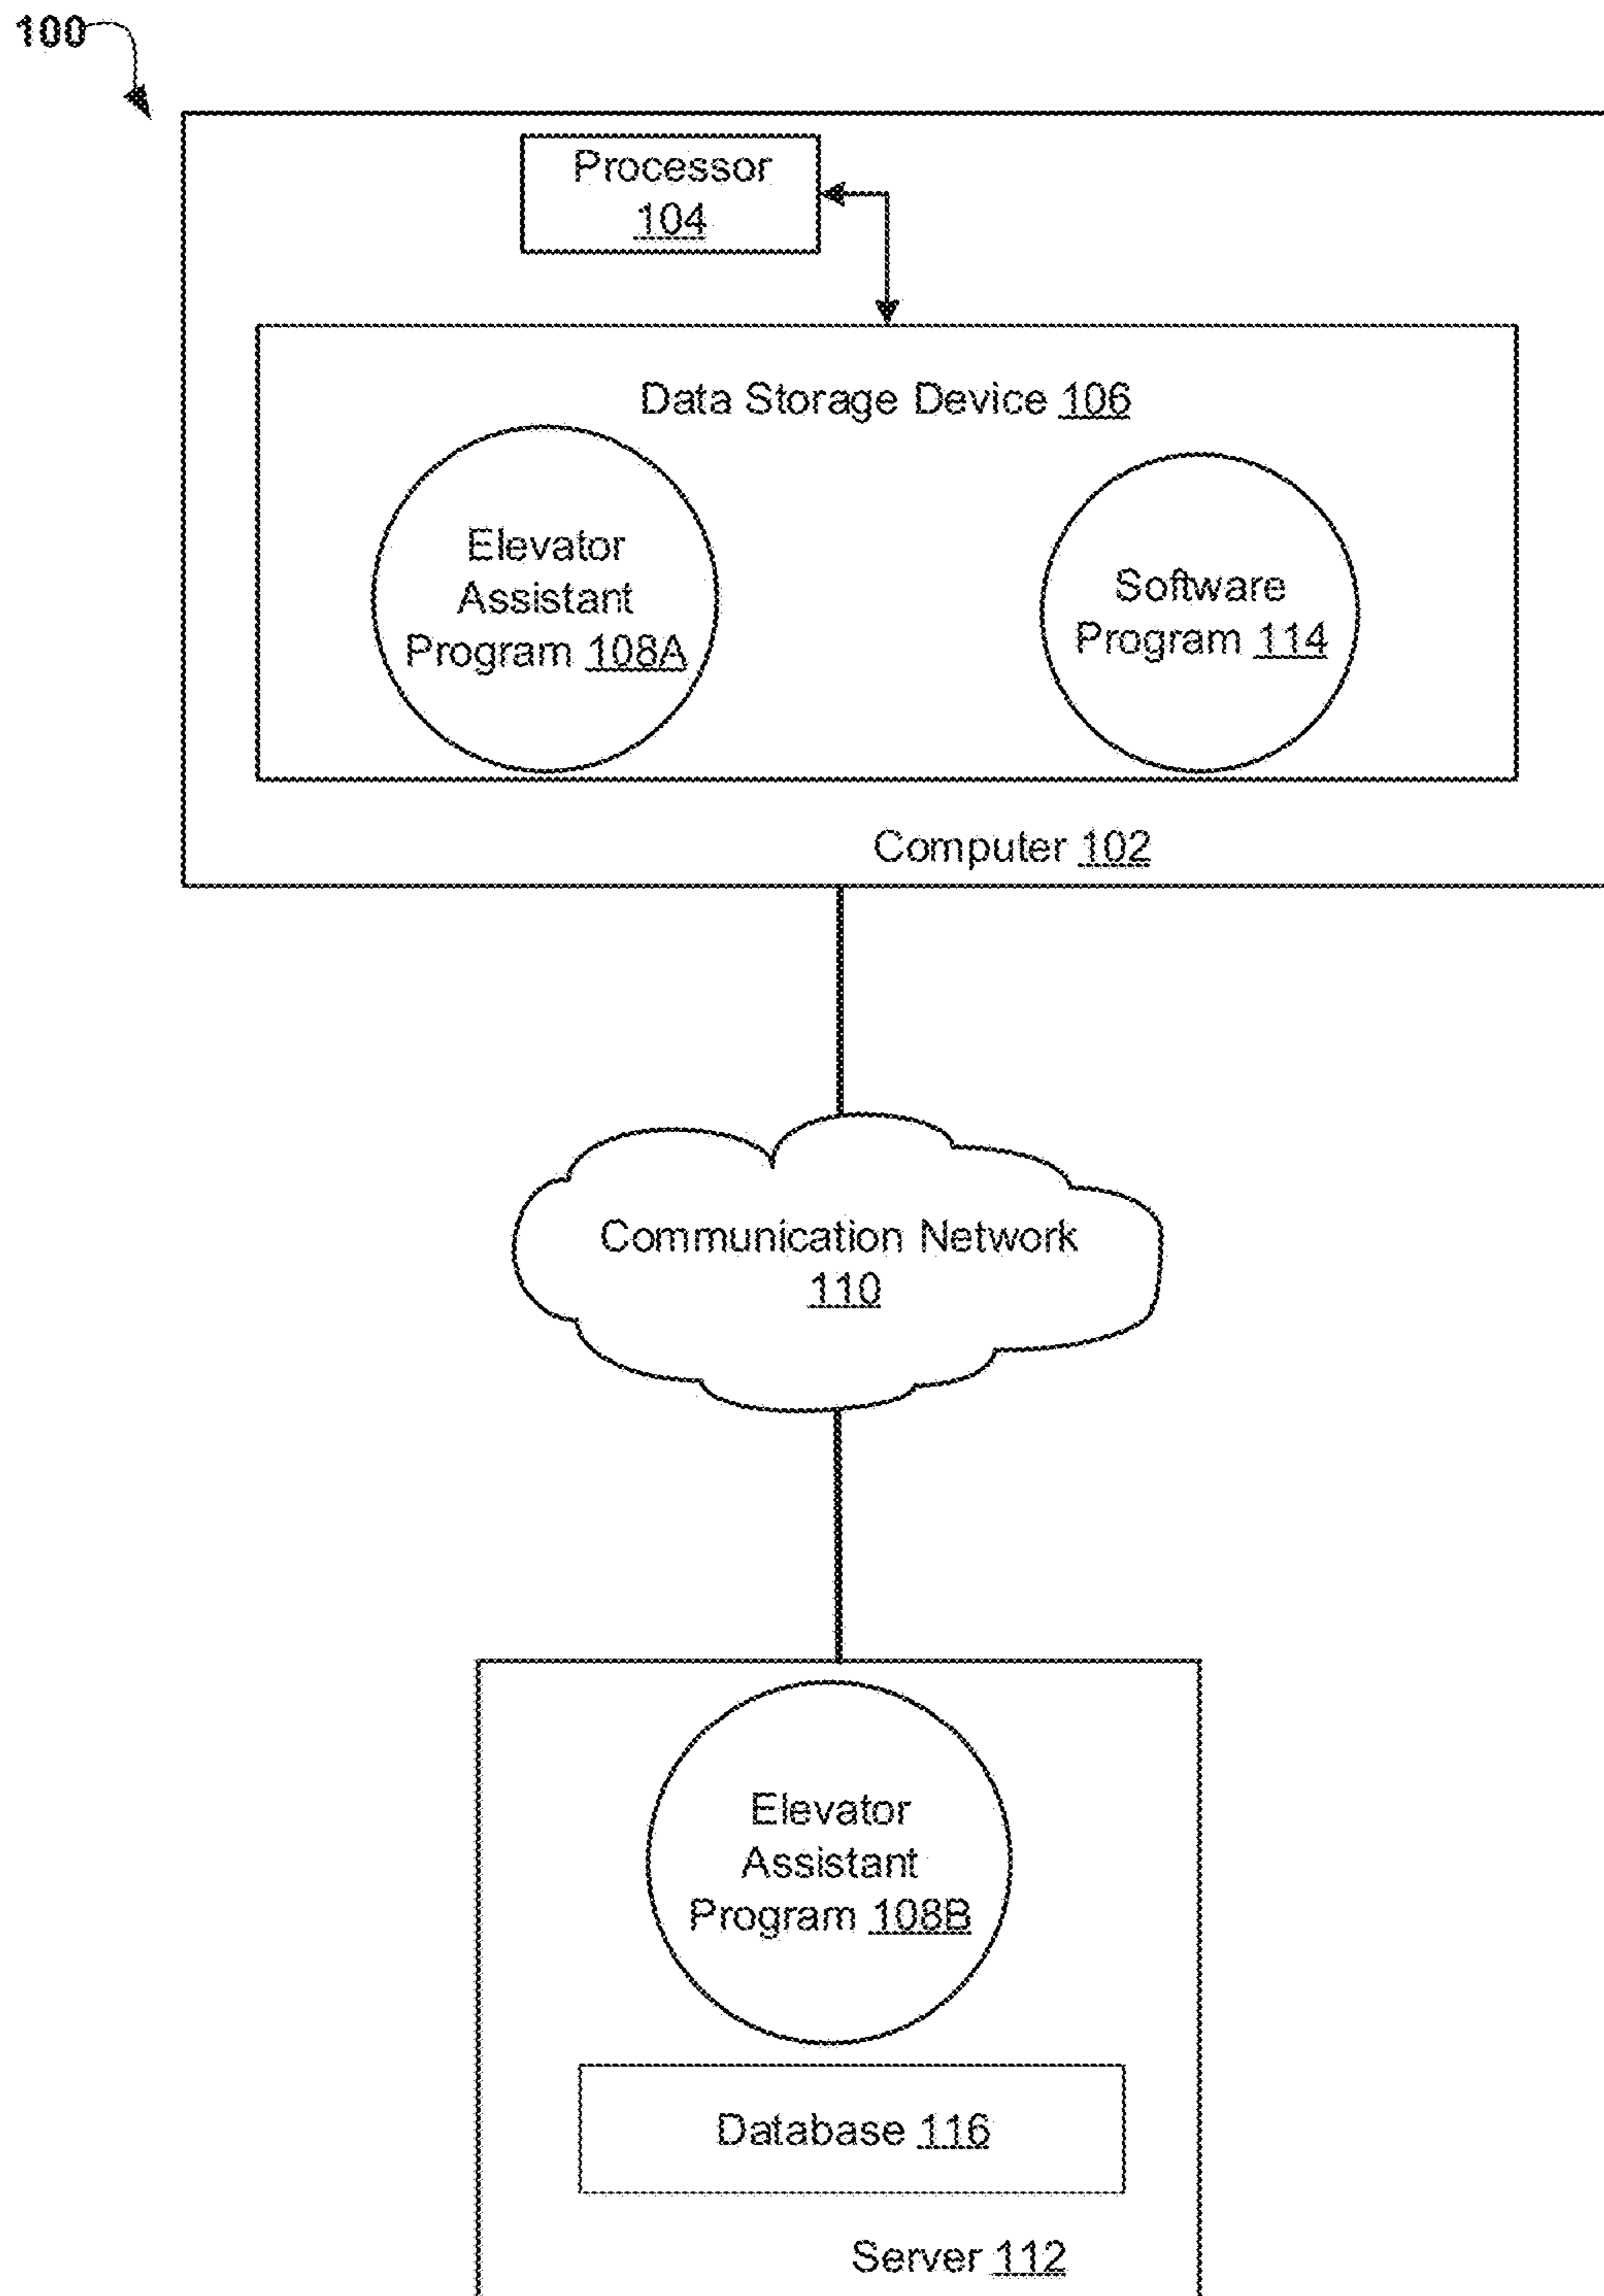 100
Processor
104
Data Storage Device 106
Elevator
Assistant
Program 108A
Software
Program 114
Computer 102
Communication Network
110
Elevator
Assistant
Program 108B
Database 116
Server 112